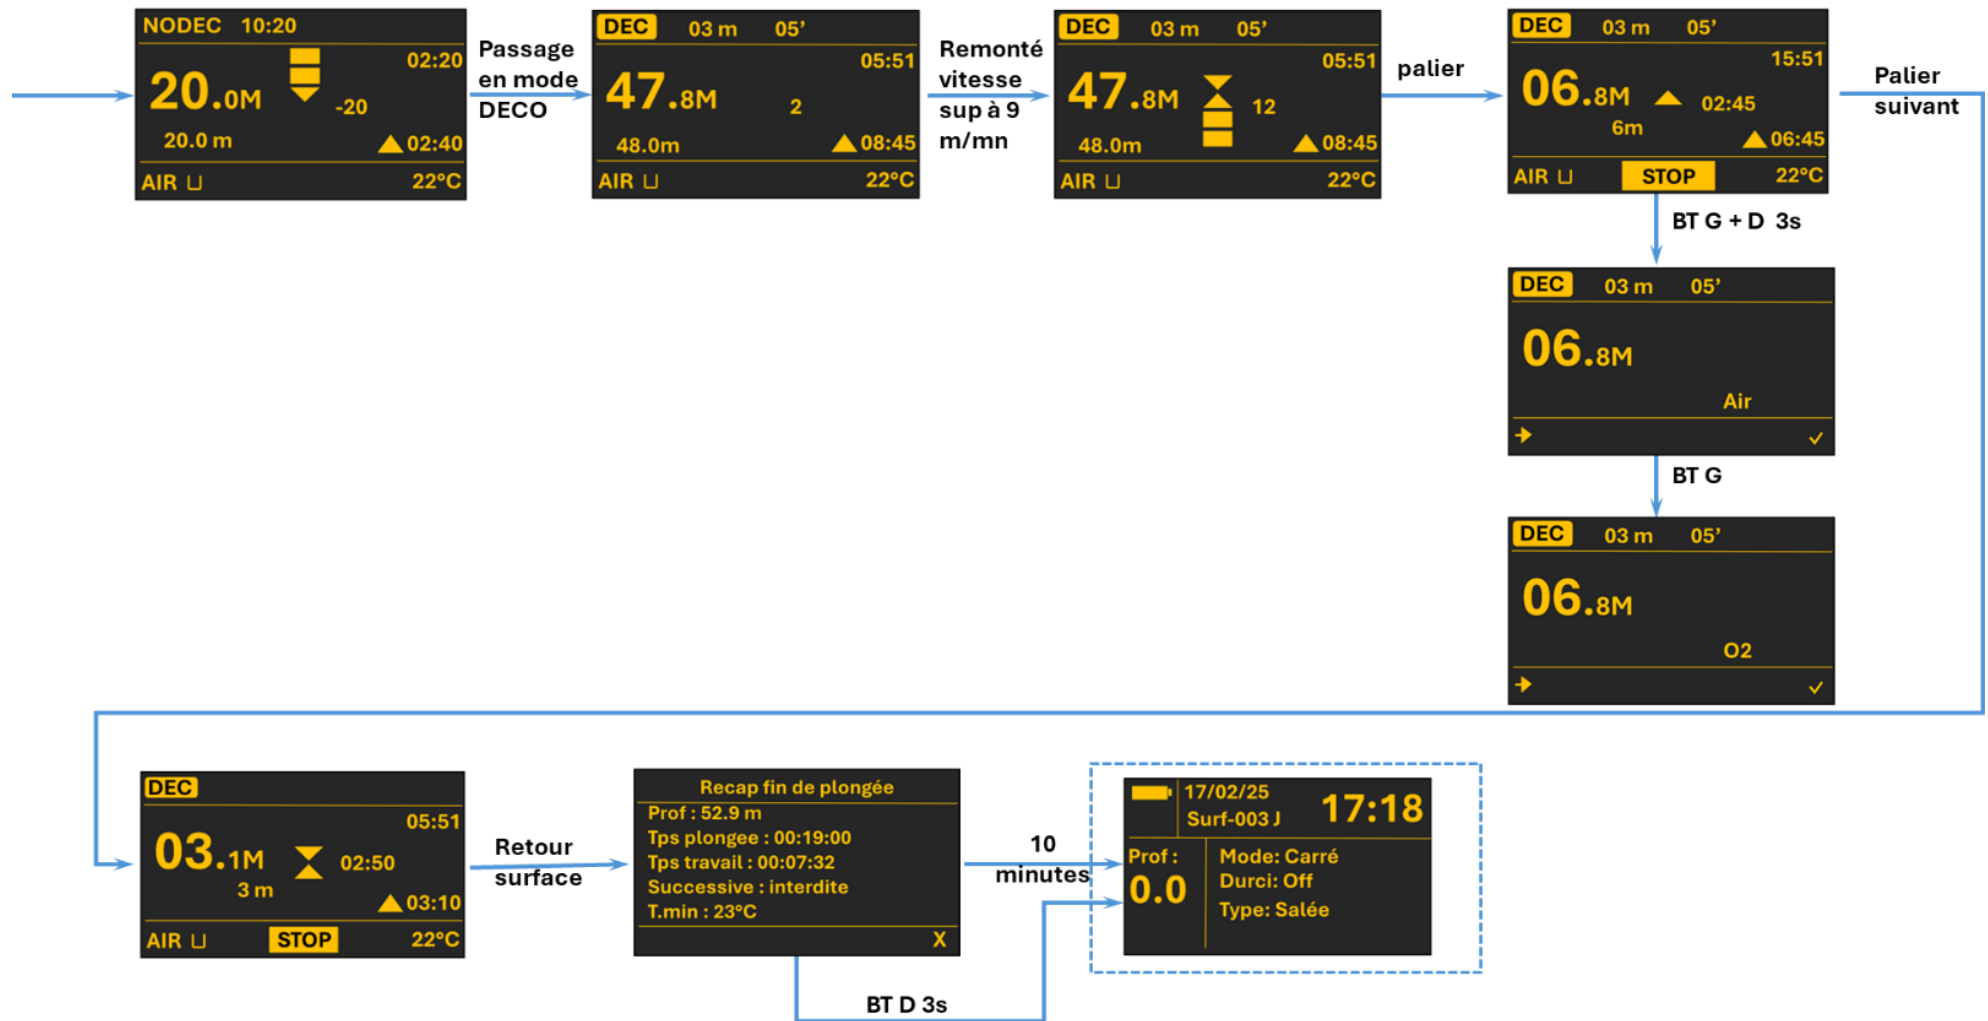 NODEC 10:20
02:20
20.0M
-20
20.0 m
02:40
AIR
22°C
Passage
en mode
DECO
DEC 03 m 05’
05:51
47.8M
2
48.0m
08:45
AIR
22°C
Remonté
vitesse
sup à 9
m/mn
DEC 03 m 05’
05:51
47.8M
12
48.0m
08:45
AIR
22°C
palier
DEC 03 m 05’
15:51
06.8M
02:45
6m
06:45
AIR
STOP
22°C
Palier
suivant
BT G + D 3s
DEC 03 m 05’
06.8M
Air
BT G
DEC 03 m 05’
06.8M
O2
DEC
05:51
03.1M
02:50
3 m
03:10
AIR
STOP
22°C
Retour
surface
Recap fin de plongée
Prof : 52.9 m
Tps plongee : 00:19:00
Tps travail : 00:07:32
Successive : interdite
T.min : 23°C
X
10
minutes
BT D 3s
17/02/25
Surf-003 J
17:18
Prof :
0.0
Mode: Carré
Durci: Off
Type: Salée